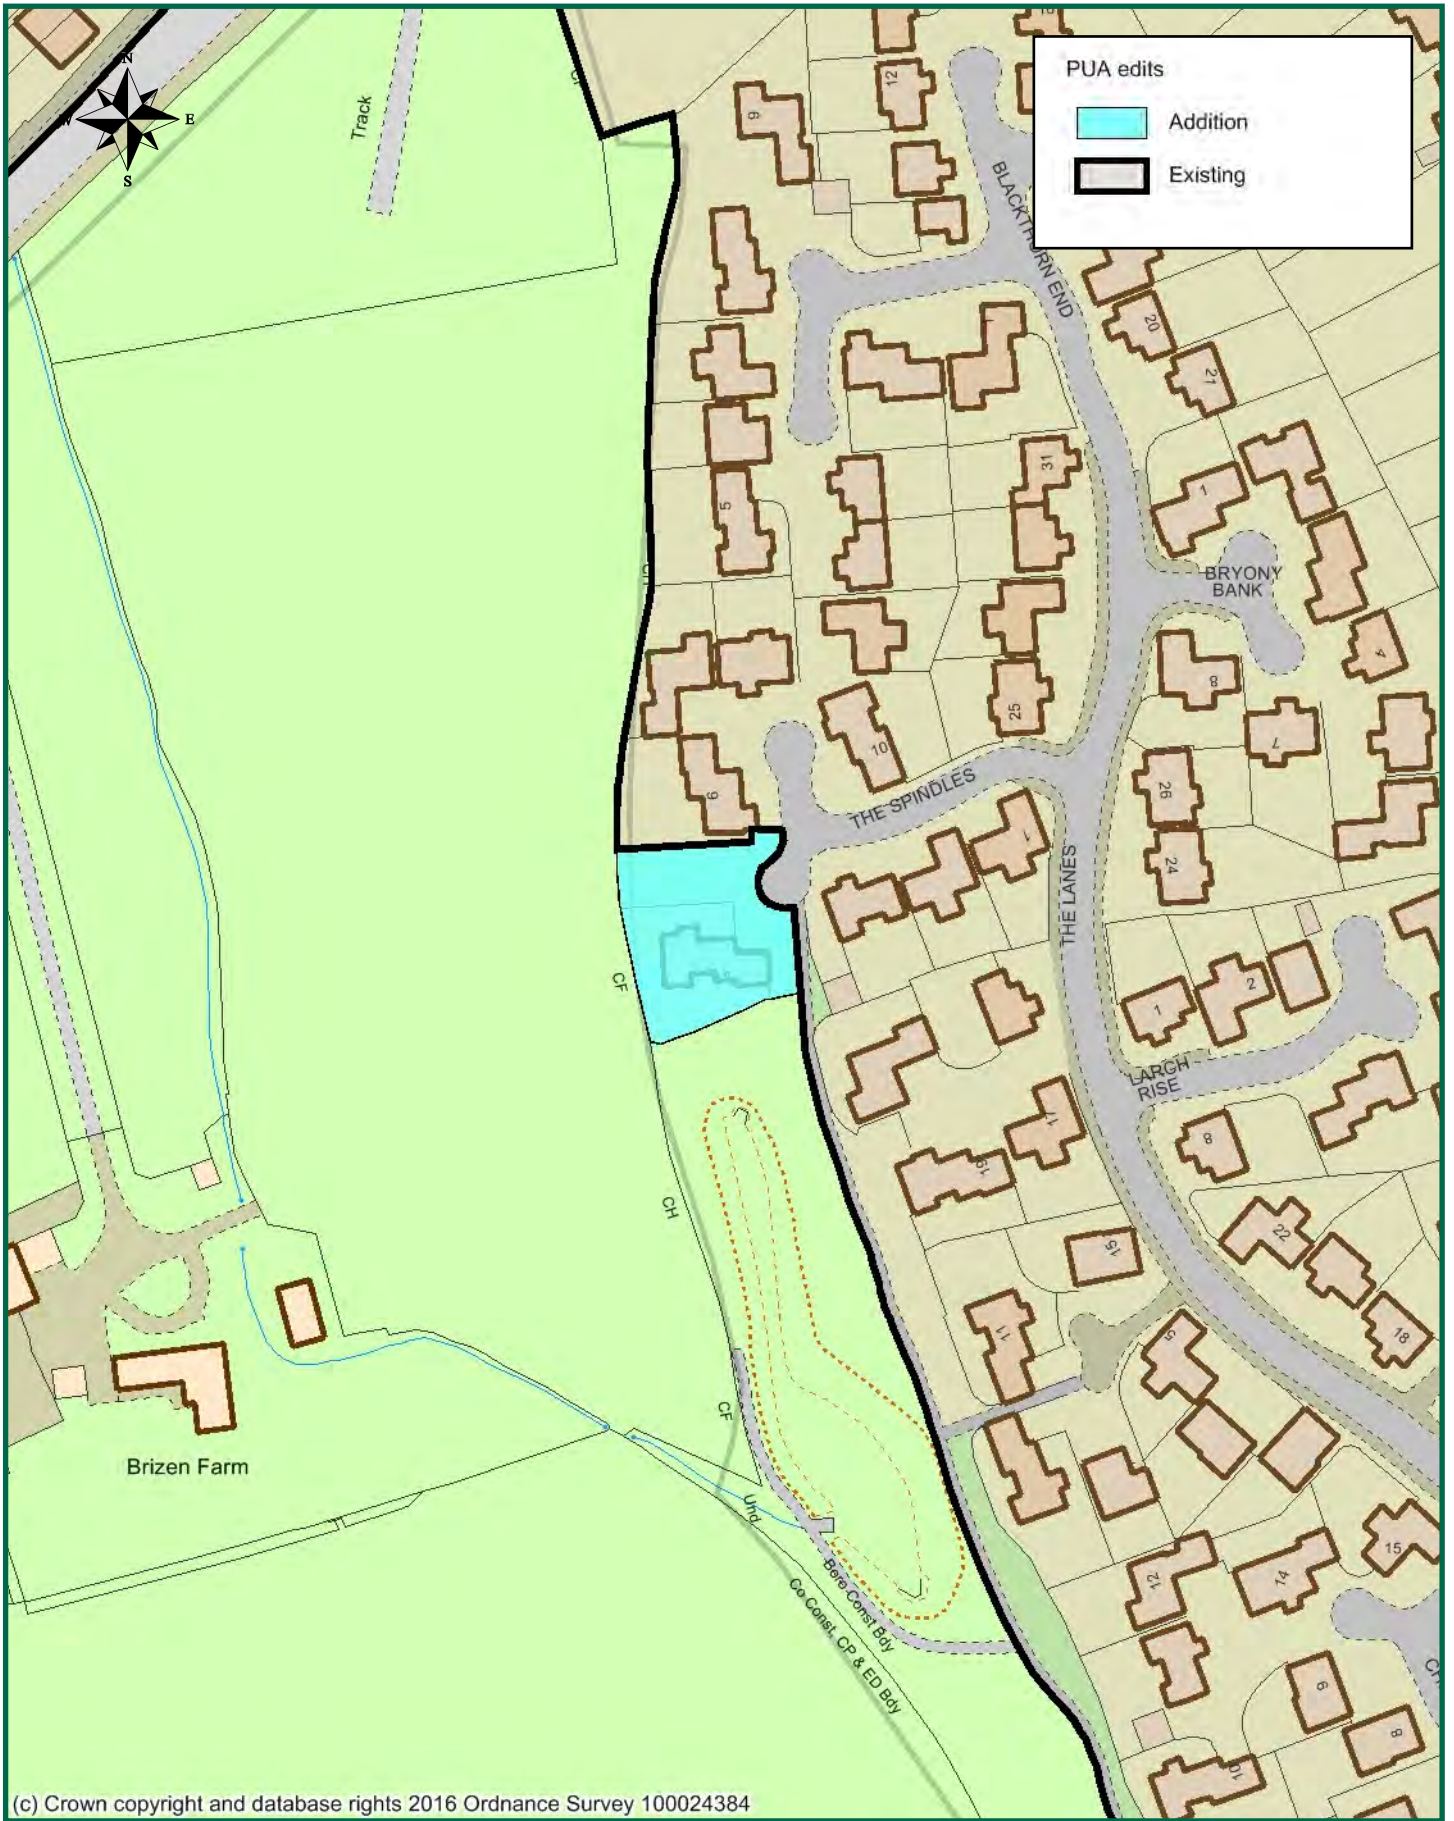 N
E
S
Track
PUA edits
Addition
Existing
9
12
BLACKTHORN END
20
21
31
1
5
BRYONY
BANK
4
8
7
25
10
9
THE SPINDLES
26
24
1
THE LANES
CF
1
2
LARCH
RISE
17
19
8
CH
22
15
11
18
5
CF
Brizen Farm
Und
Boro Const Bdy
Co Const, CP & ED Bdy
15
12
14
9
8
10
(c) Crown copyright and database rights 2016 Ordnance Survey 100024384